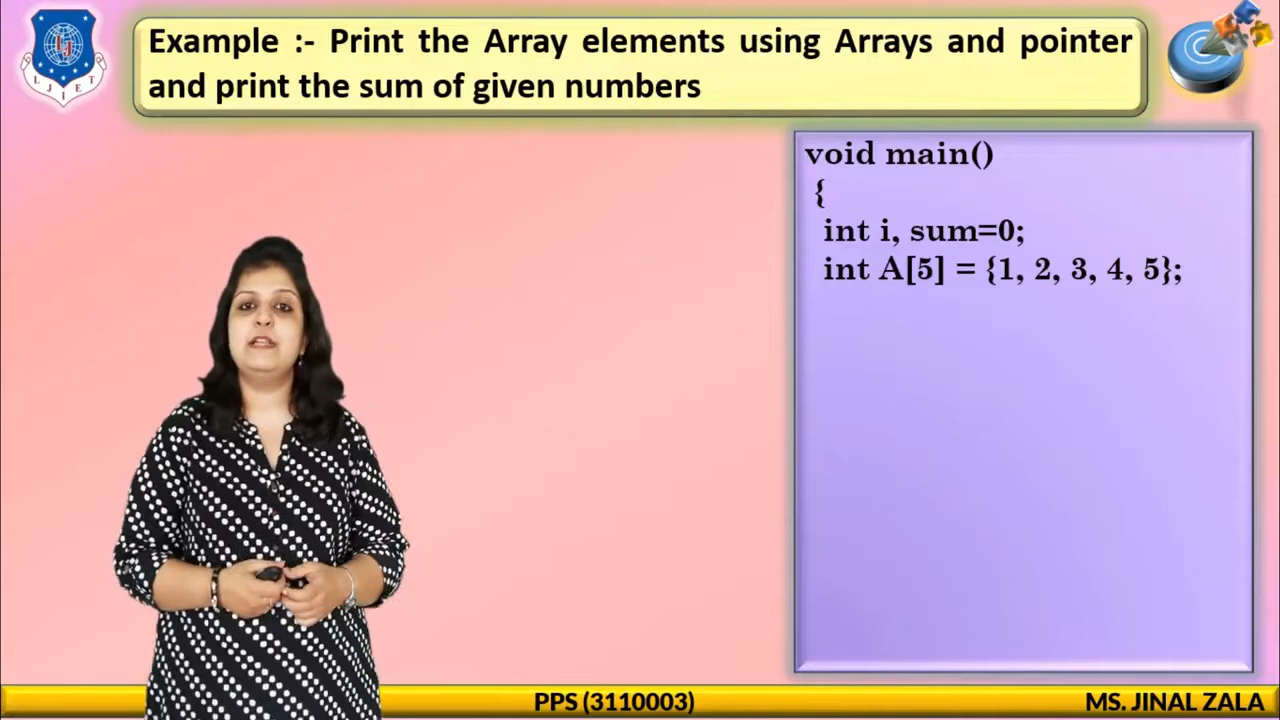 Example :- Print the Array elements using Arrays and pointer
and print the sum of given numbers
LJIET
void main()
{
int i, sum=0;
int A[5] = {1, 2, 3, 4, 5};
PPS (3110003)
MS. JINAL ZALA